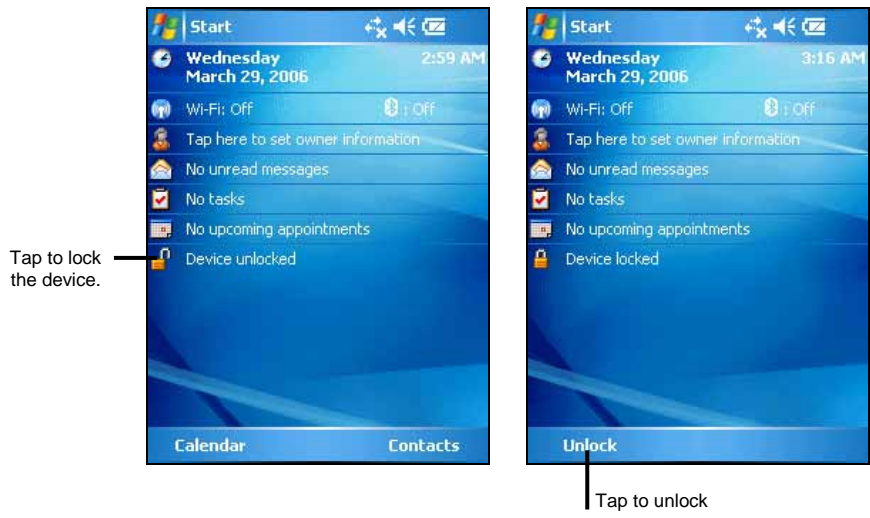 Start
Wednesday 2:59 AM
March 29, 2006
Wi-Fi: Off : Off
Tap here to set owner information
No unread messages
No tasks
No upcoming appointments
Device unlocked
Calendar Contacts
Tap to lock
the device.
Start
Wednesday 3:16 AM
March 29, 2006
Wi-Fi: Off : Off
Tap here to set owner information
No unread messages
No tasks
No upcoming appointments
Device locked
Unlock
Tap to unlock